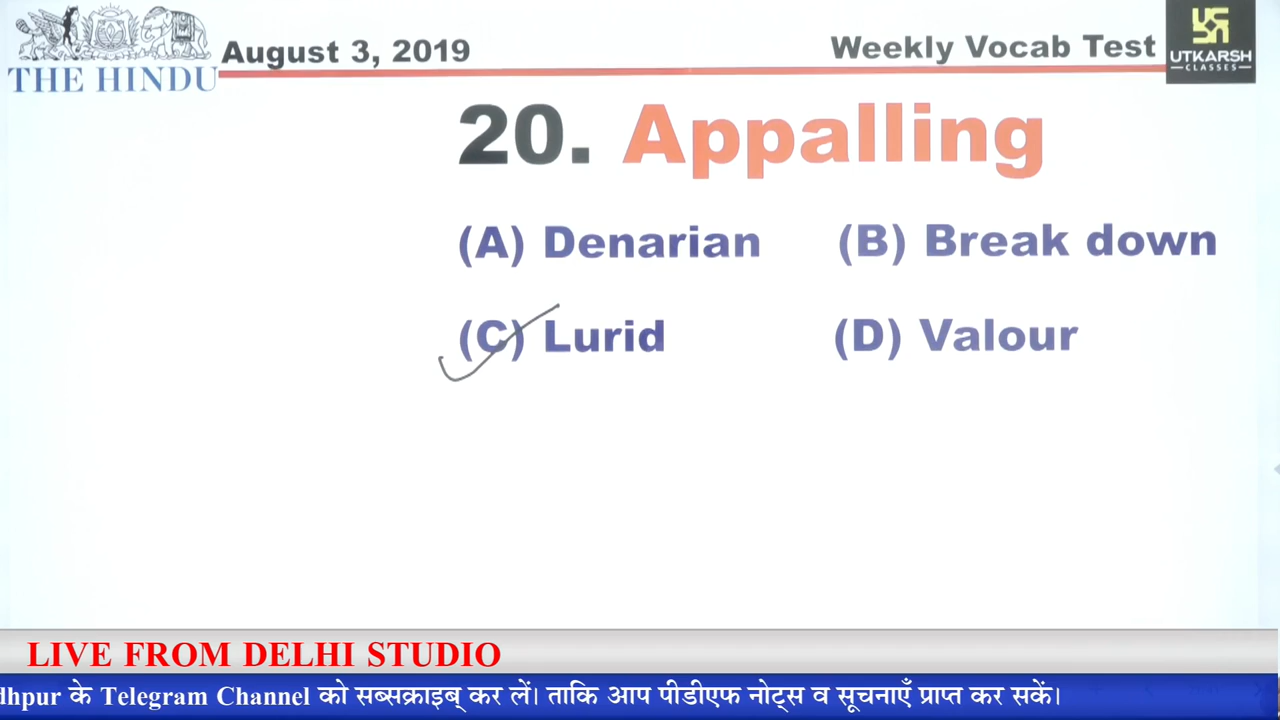 THE HINDU
August 3, 2019
Weekly Vocab Test
UTKARSH
CLASSES
20. Appalling
(A) Denarian (B) Break down
(C) Lurid (D) Valour
LIVE FROM DELHI STUDIO
dhpur के Telegram Channel को सब्सक्राइब् कर लें। ताकि आप पीडीएफ नोट्स व सूचनाएँ प्राप्त कर सकें।